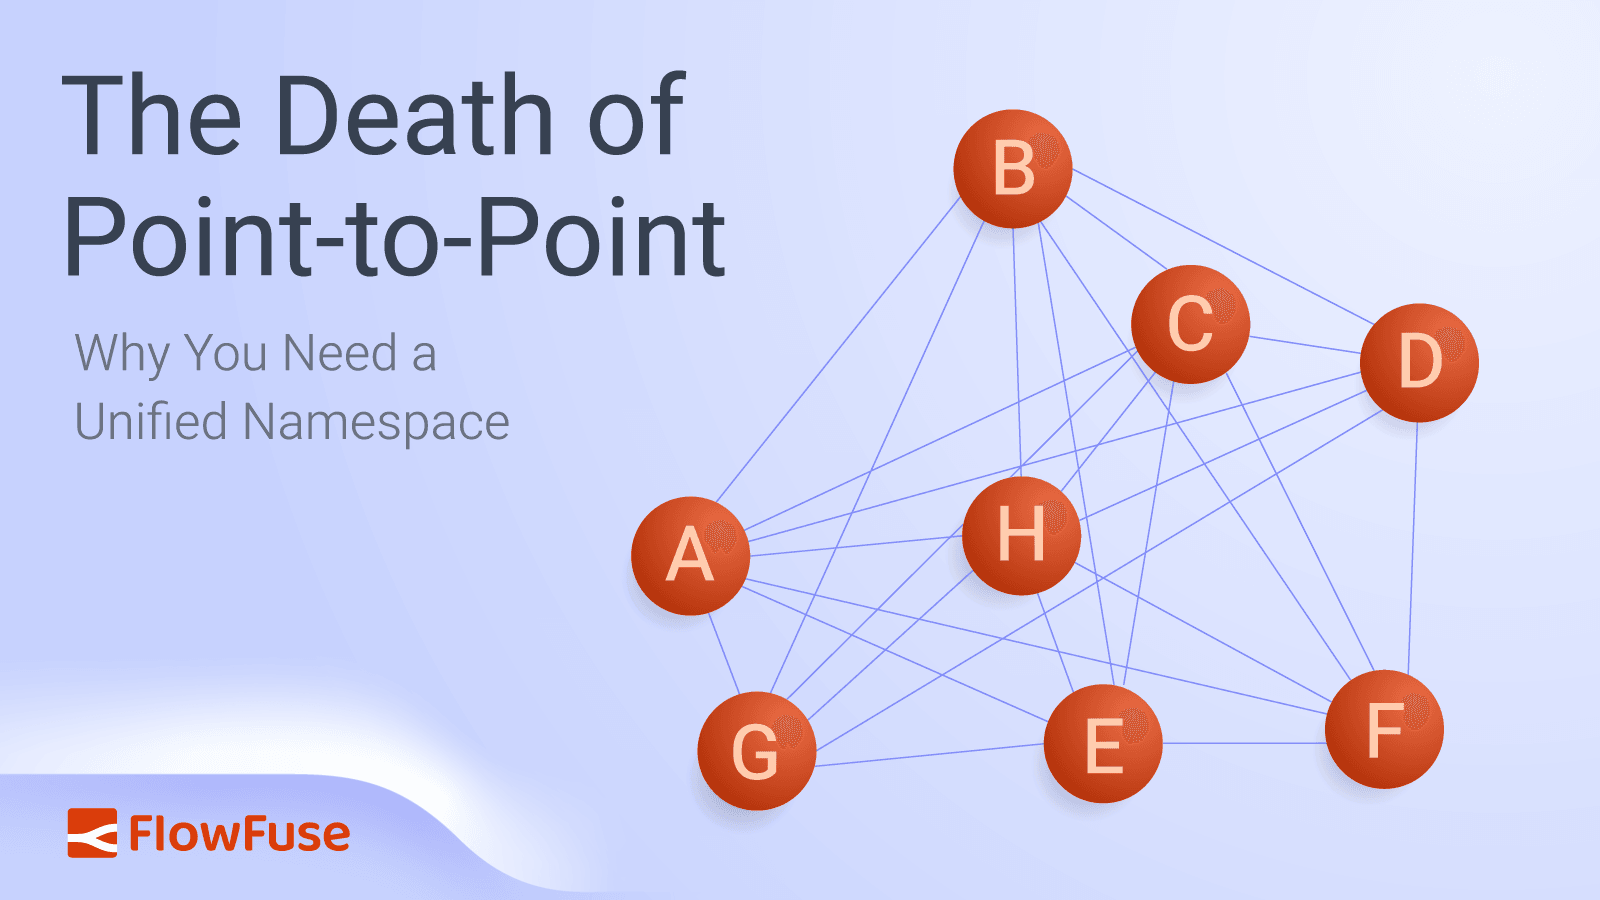 The Death of
Point-to-Point
Why You Need a
Unified Namespace
B
C
D
A
H
G
E
F
FlowFuse